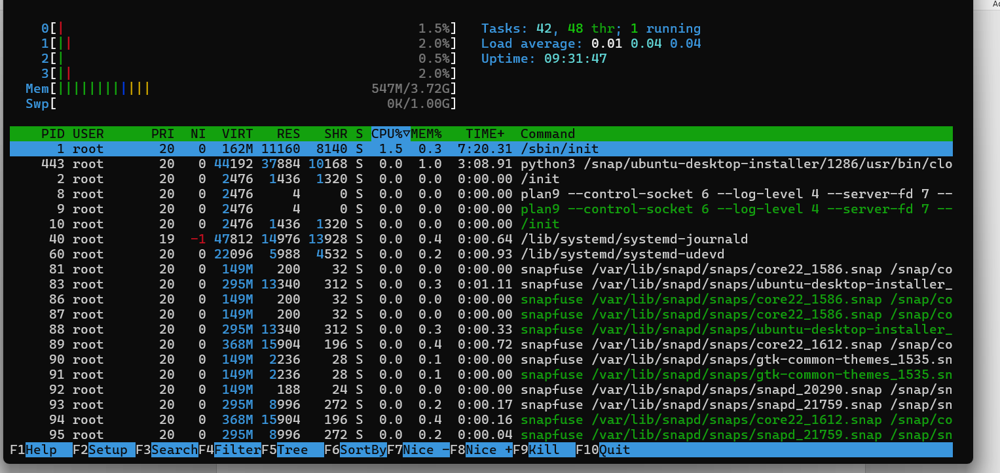 Ac
0[|| 1.5%] Tasks: 42, 48 thr; 1 running
1[|| 2.0%] Load average: 0.01 0.04 0.04
2[| 0.5%] Uptime: 09:31:47
3[|| 2.0%]
Mem[|||||||||||| 547M/3.72G]
Swp[ 0K/1.00G]
PID USER PRI NI VIRT RES SHR S CPU%▽MEM% TIME+ Command
1 root 20 0 162M 11160 8140 S 1.5 0.3 7:20.31 /sbin/init
443 root 20 0 44192 37884 10168 S 0.0 1.0 3:08.91 python3 /snap/ubuntu-desktop-installer/1286/usr/bin/clo
2 root 20 0 2476 1436 1320 S 0.0 0.0 0:00.00 /init
8 root 20 0 2476 4 0 S 0.0 0.0 0:00.00 plan9 --control-socket 6 --log-level 4 --server-fd 7 --
9 root 20 0 2476 4 0 S 0.0 0.0 0:00.00 plan9 --control-socket 6 --log-level 4 --server-fd 7 --
10 root 20 0 2476 1436 1320 S 0.0 0.0 0:00.00 /init
40 root 19 -1 47812 14976 13928 S 0.0 0.4 0:00.64 /lib/systemd/systemd-journald
60 root 20 0 22096 5988 4532 S 0.0 0.2 0:00.93 /lib/systemd/systemd-udevd
81 root 20 0 149M 200 32 S 0.0 0.0 0:00.00 snapfuse /var/lib/snapd/snaps/core22_1586.snap /snap/co
83 root 20 0 295M 13340 312 S 0.0 0.3 0:01.11 snapfuse /var/lib/snapd/snaps/ubuntu-desktop-installer_
86 root 20 0 149M 200 32 S 0.0 0.0 0:00.00 snapfuse /var/lib/snapd/snaps/core22_1586.snap /snap/co
87 root 20 0 149M 200 32 S 0.0 0.0 0:00.00 snapfuse /var/lib/snapd/snaps/core22_1586.snap /snap/co
88 root 20 0 295M 13340 312 S 0.0 0.3 0:00.33 snapfuse /var/lib/snapd/snaps/ubuntu-desktop-installer_
89 root 20 0 368M 15904 196 S 0.0 0.4 0:00.72 snapfuse /var/lib/snapd/snaps/core22_1612.snap /snap/co
90 root 20 0 149M 2236 28 S 0.0 0.1 0:00.00 snapfuse /var/lib/snapd/snaps/gtk-common-themes_1535.sn
91 root 20 0 149M 2236 28 S 0.0 0.1 0:00.00 snapfuse /var/lib/snapd/snaps/gtk-common-themes_1535.sn
92 root 20 0 149M 188 24 S 0.0 0.0 0:00.00 snapfuse /var/lib/snapd/snaps/snapd_20290.snap /snap/sn
93 root 20 0 295M 8996 272 S 0.0 0.2 0:00.17 snapfuse /var/lib/snapd/snaps/snapd_21759.snap /snap/sn
94 root 20 0 368M 15904 196 S 0.0 0.4 0:00.16 snapfuse /var/lib/snapd/snaps/core22_1612.snap /snap/co
95 root 20 0 295M 8996 272 S 0.0 0.2 0:00.04 snapfuse /var/lib/snapd/snaps/snapd_21759.snap /snap/sn
F1Help F2Setup F3SearchF4FilterF5Tree F6SortByF7Nice -F8Nice +F9Kill F10Quit